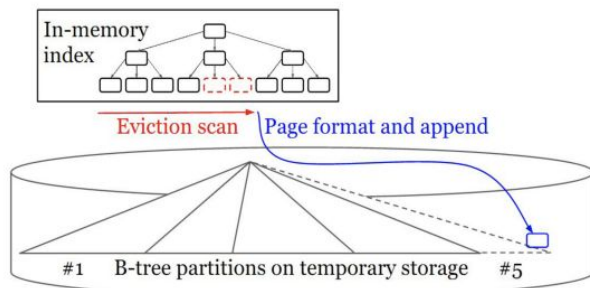 In-memory
index
Eviction scan
Page format and append
#1 B-tree partitions on temporary storage #5